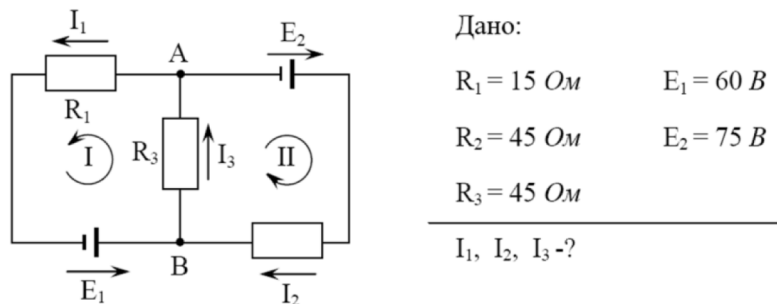 I₁
A
E₂
R₁
I
R₃
I₃
II
B
E₁
I₂
Дано:
R₁ = 15 Ом E₁ = 60 В
R₂ = 45 Ом E₂ = 75 В
R₃ = 45 Ом
I₁, I₂, I₃ -?